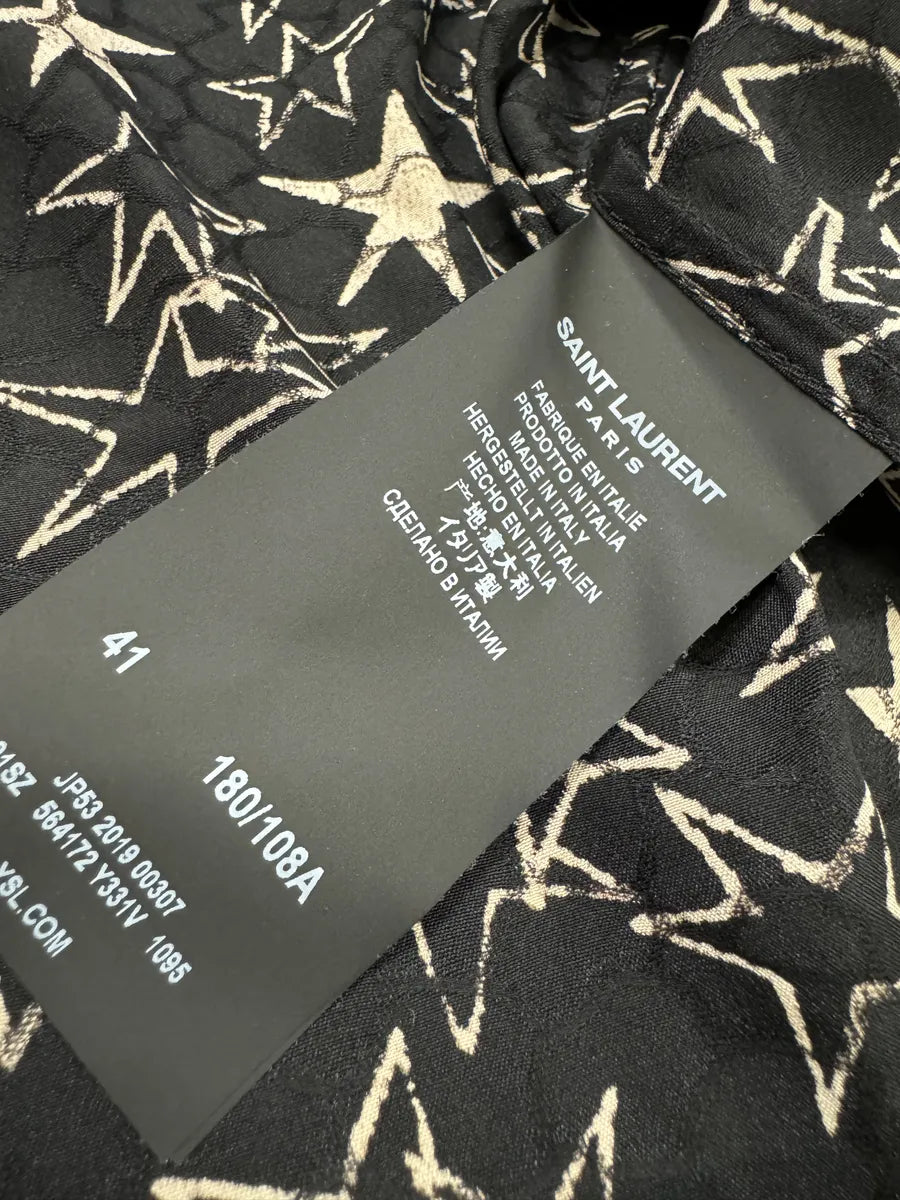 SAINT LAURENT
PARIS
FABRIQUE EN ITALIE
PRODOTTO IN ITALIA
MADE IN ITALY
HERGESTELLT IN ITALIEN
HECHO EN ITALIA
产地:意大利
イタリア製
СДЕЛАНО В ИТАЛИИ
41
180/108A
JP53 2019 00307
564172 Y331V 1095
YSL.COM